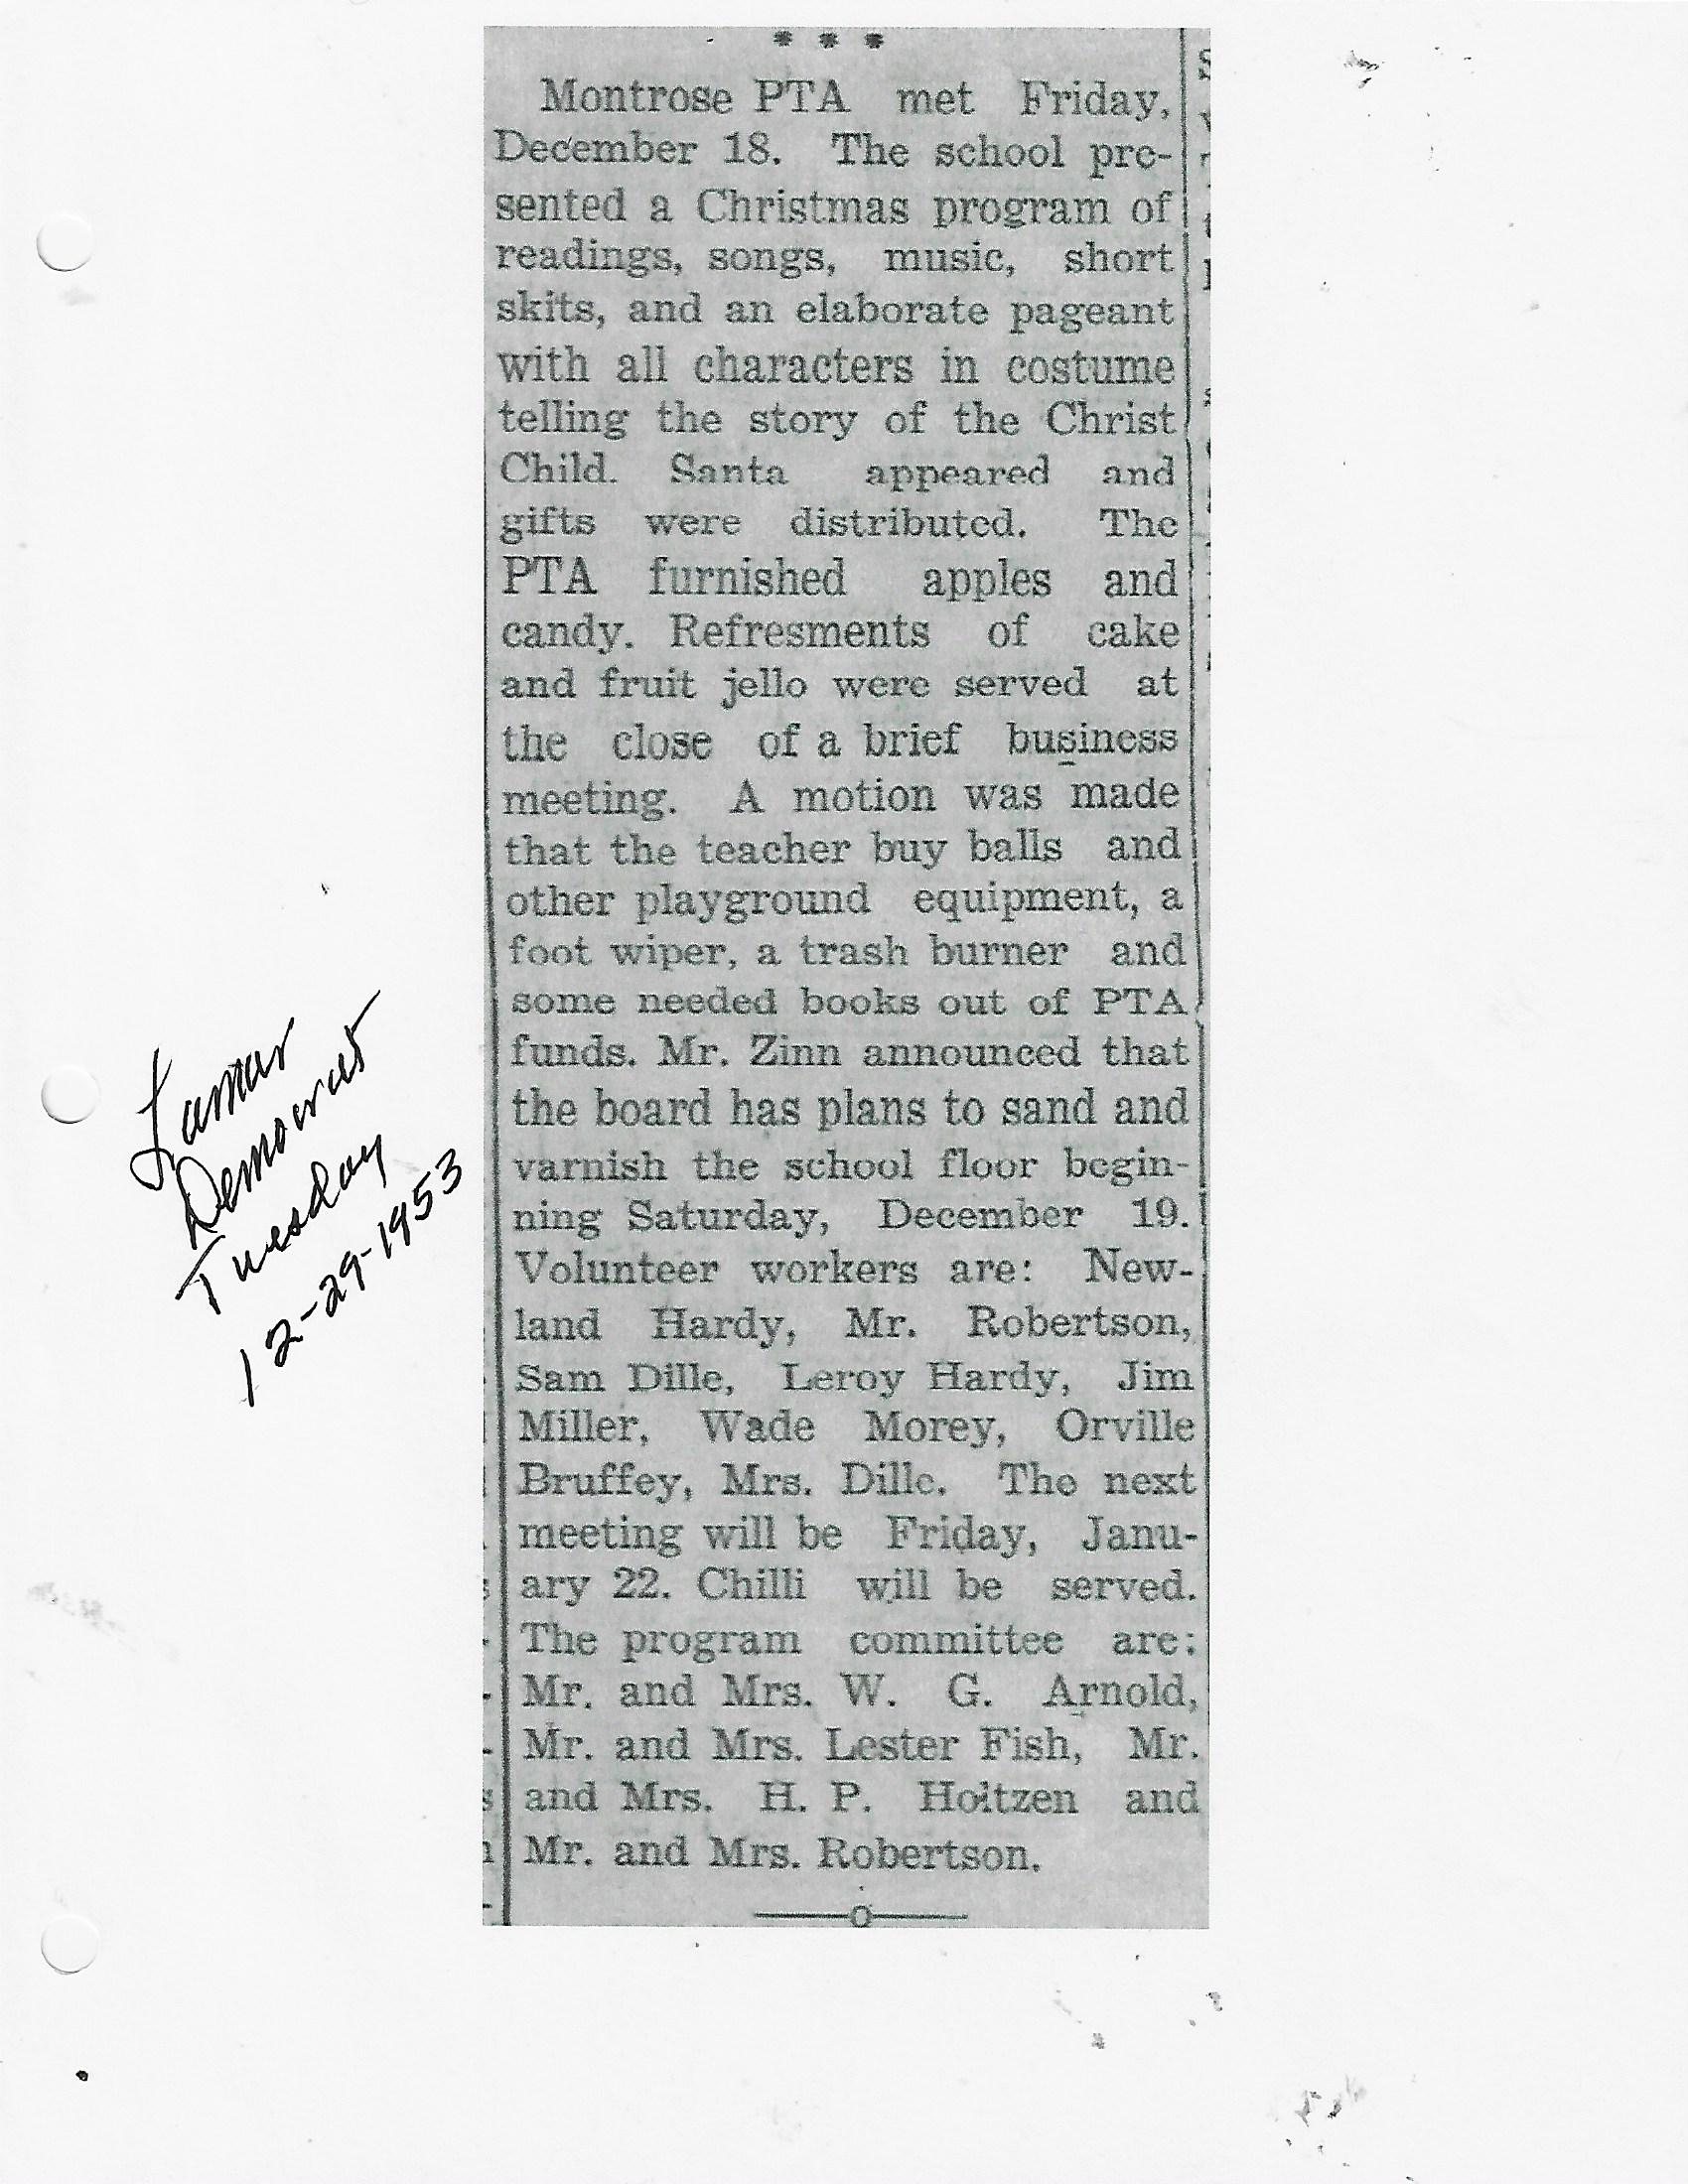 * * *
Montrose PTA met Friday,
December 18. The school pre-
sented a Christmas program of
readings, songs, music, short
skits, and an elaborate pageant
with all characters in costume
telling the story of the Christ
Child. Santa appeared and
gifts were distributed. The
PTA furnished apples and
candy. Refresments of cake
and fruit jello were served at
the close of a brief business
meeting. A motion was made
that the teacher buy balls and
other playground equipment, a
foot wiper, a trash burner and
some needed books out of PTA
funds. Mr. Zinn announced that
the board has plans to sand and
varnish the school floor begin-
ning Saturday, December 19.
Volunteer workers are: New-
land Hardy, Mr. Robertson,
Sam Dille, Leroy Hardy, Jim
Miller, Wade Morey, Orville
Bruffey, Mrs. Dille. The next
meeting will be Friday, Janu-
ary 22. Chilli will be served.
The program committee are:
Mr. and Mrs. W. G. Arnold,
Mr. and Mrs. Lester Fish, Mr.
and Mrs. H. P. Holtzen and
Mr. and Mrs. Robertson.
Lamar
Democrat
Tuesday
12-29-1953